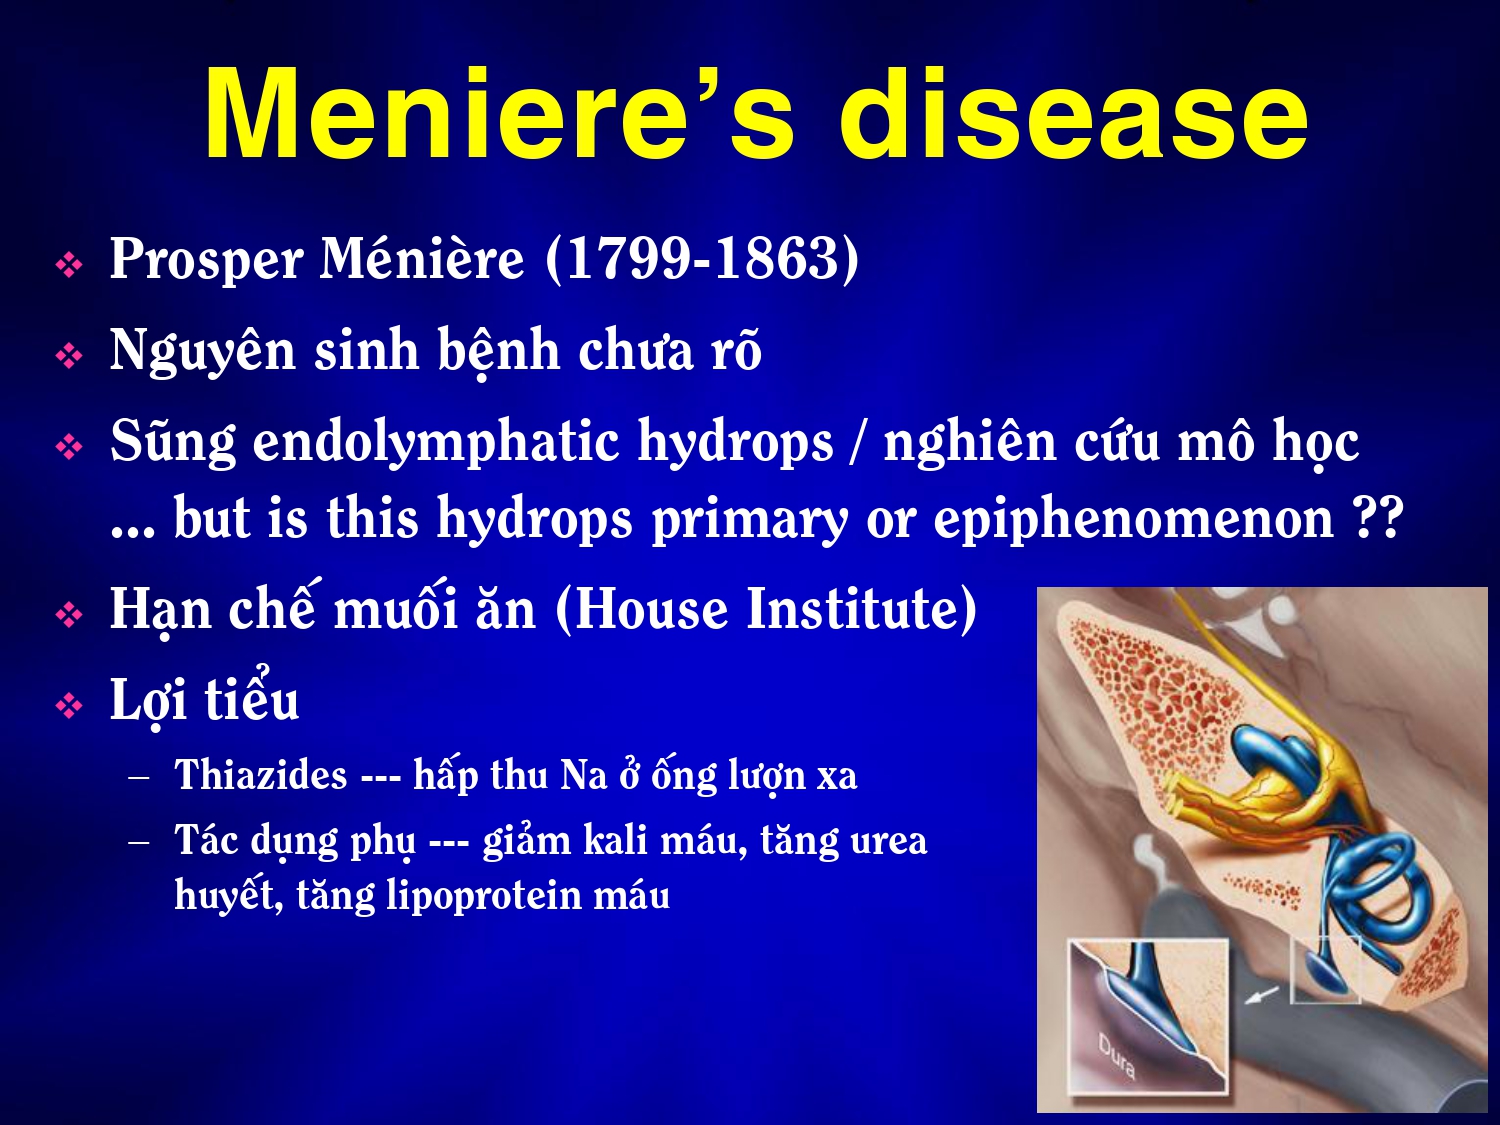 Meniere’s disease
❖ Prosper Ménière (1799-1863)
❖ Nguyên sinh bệnh chưa rõ
❖ Sũng endolymphatic hydrops / nghiên cứu mô học
... but is this hydrops primary or epiphenomenon ??
❖ Hạn chế muối ăn (House Institute)
❖ Lợi tiểu
– Thiazides --- hấp thu Na ở ống lượn xa
– Tác dụng phụ --- giảm kali máu, tăng urea
huyết, tăng lipoprotein máu
Dura